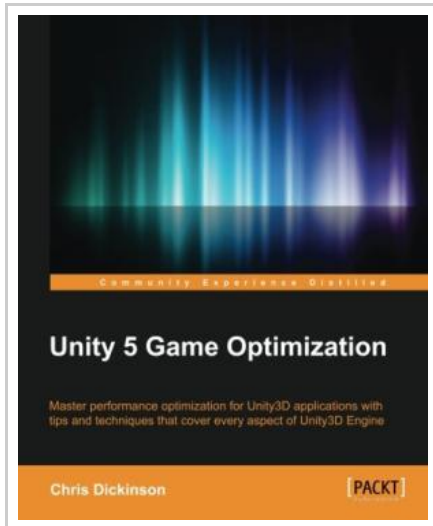 Community Experience Distilled
Unity 5 Game Optimization
Master performance optimization for Unity3D applications with
tips and techniques that cover every aspect of Unity3D Engine
Chris Dickinson
[PACKT]